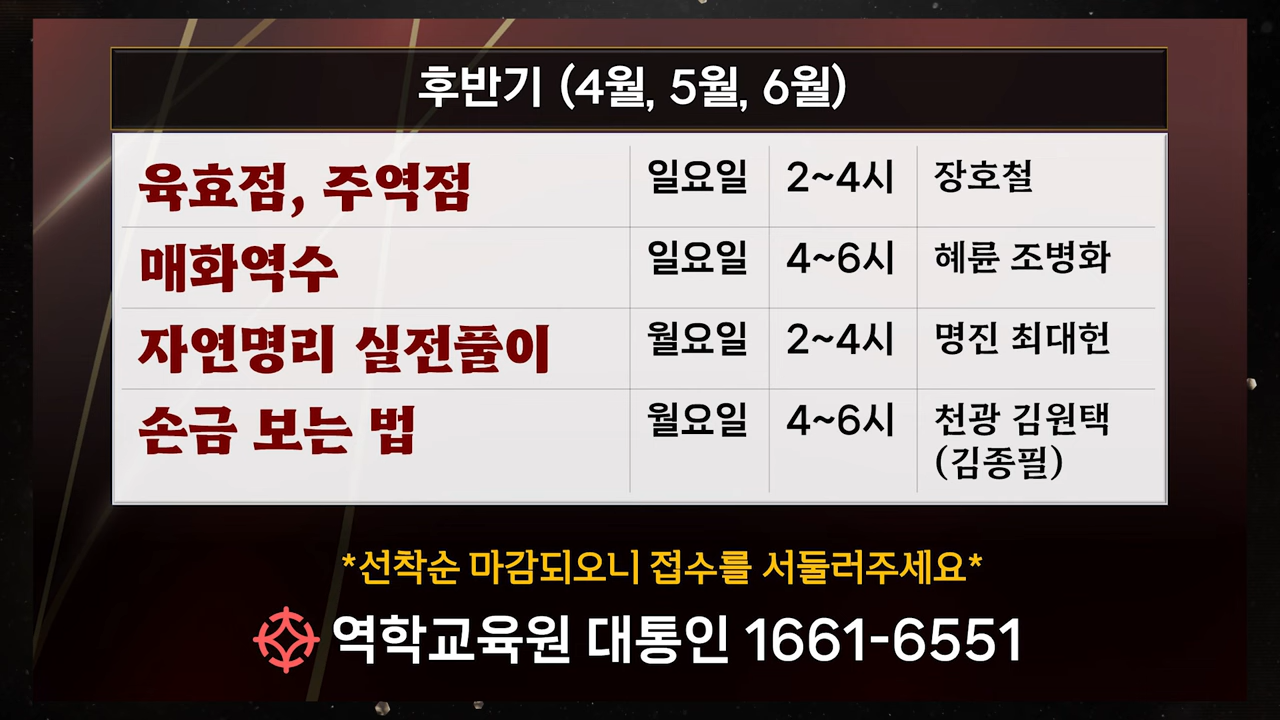 후반기 (4월, 5월, 6월)
육효점, 주역점 일요일 2~4시 장호철
매화역수 일요일 4~6시 혜륜 조병화
자연명리 실전풀이 월요일 2~4시 명진 최대헌
손금 보는 법 월요일 4~6시 천광 김원택
(김종필)
*선착순 마감되오니 접수를 서둘러주세요*
역학교육원 대통인 1661-6551